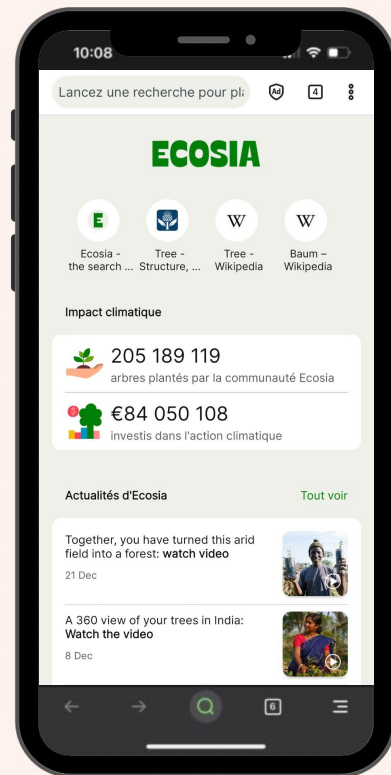 10:08
Lancez une recherche pour pla
Ad
4
ECOSIA
E
W
W
Ecosia -
the search ...
Tree -
Structure, ...
Tree -
Wikipedia
Baum –
Wikipedia
Impact climatique
205 189 119
arbres plantés par la communauté Ecosia
€84 050 108
investis dans l'action climatique
Actualités d'Ecosia
Tout voir
Together, you have turned this arid
field into a forest: watch video
21 Dec
A 360 view of your trees in India:
Watch the video
8 Dec
6